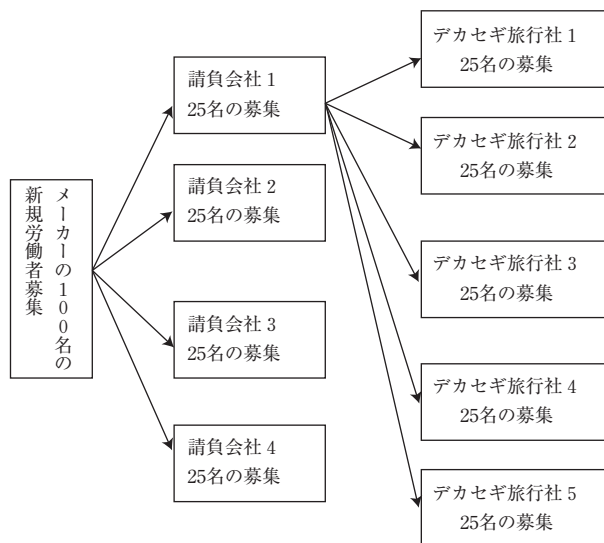 メーカーの100名の
新規労働者募集
請負会社1
25名の募集
請負会社2
25名の募集
請負会社3
25名の募集
請負会社4
25名の募集
デカセギ旅行社1
25名の募集
デカセギ旅行社2
25名の募集
デカセギ旅行社3
25名の募集
デカセギ旅行社4
25名の募集
デカセギ旅行社5
25名の募集